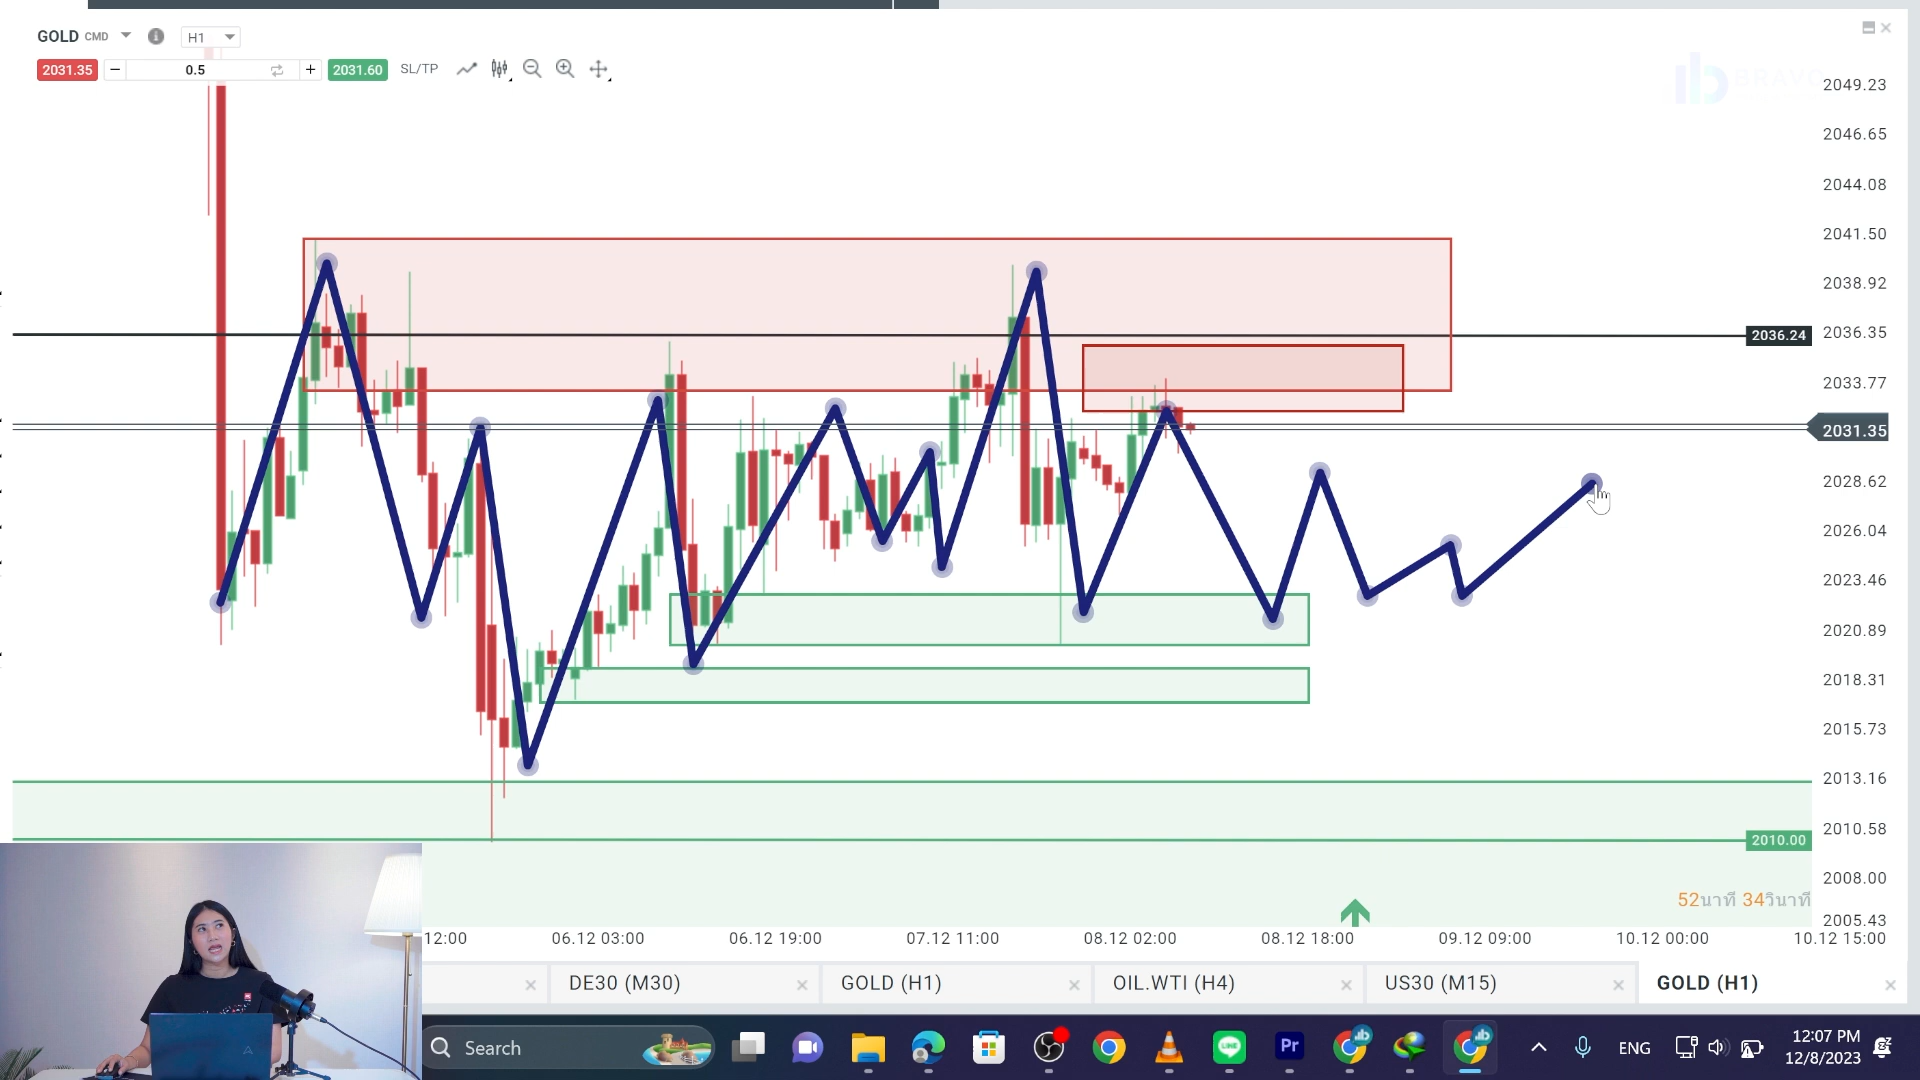 GOLD CMD H1
2031.35 0.5 2031.60 SL/TP
BRAVO
2049.23
2046.65
2044.08
2041.50
2038.92
2036.24
2036.35
2033.77
2031.35
2028.62
2026.04
2023.46
2020.89
2018.31
2015.73
2013.16
2010.58
2010.00
2008.00
52นาที 34วินาที
2005.43
12:00 06.12 03:00 06.12 19:00 07.12 11:00 08.12 02:00 08.12 18:00 09.12 09:00 10.12 00:00 10.12 15:00
DE30 (M30) GOLD (H1) OIL.WTI (H4) US30 (M15) GOLD (H1)
Search
LINE
Pr
ENG
12:07 PM
12/8/2023